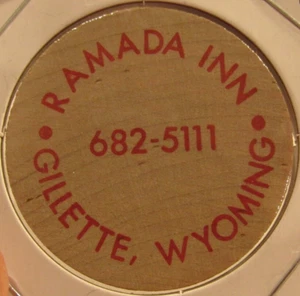 RAMADA INN
682-5111
GILLETTE, WYOMING